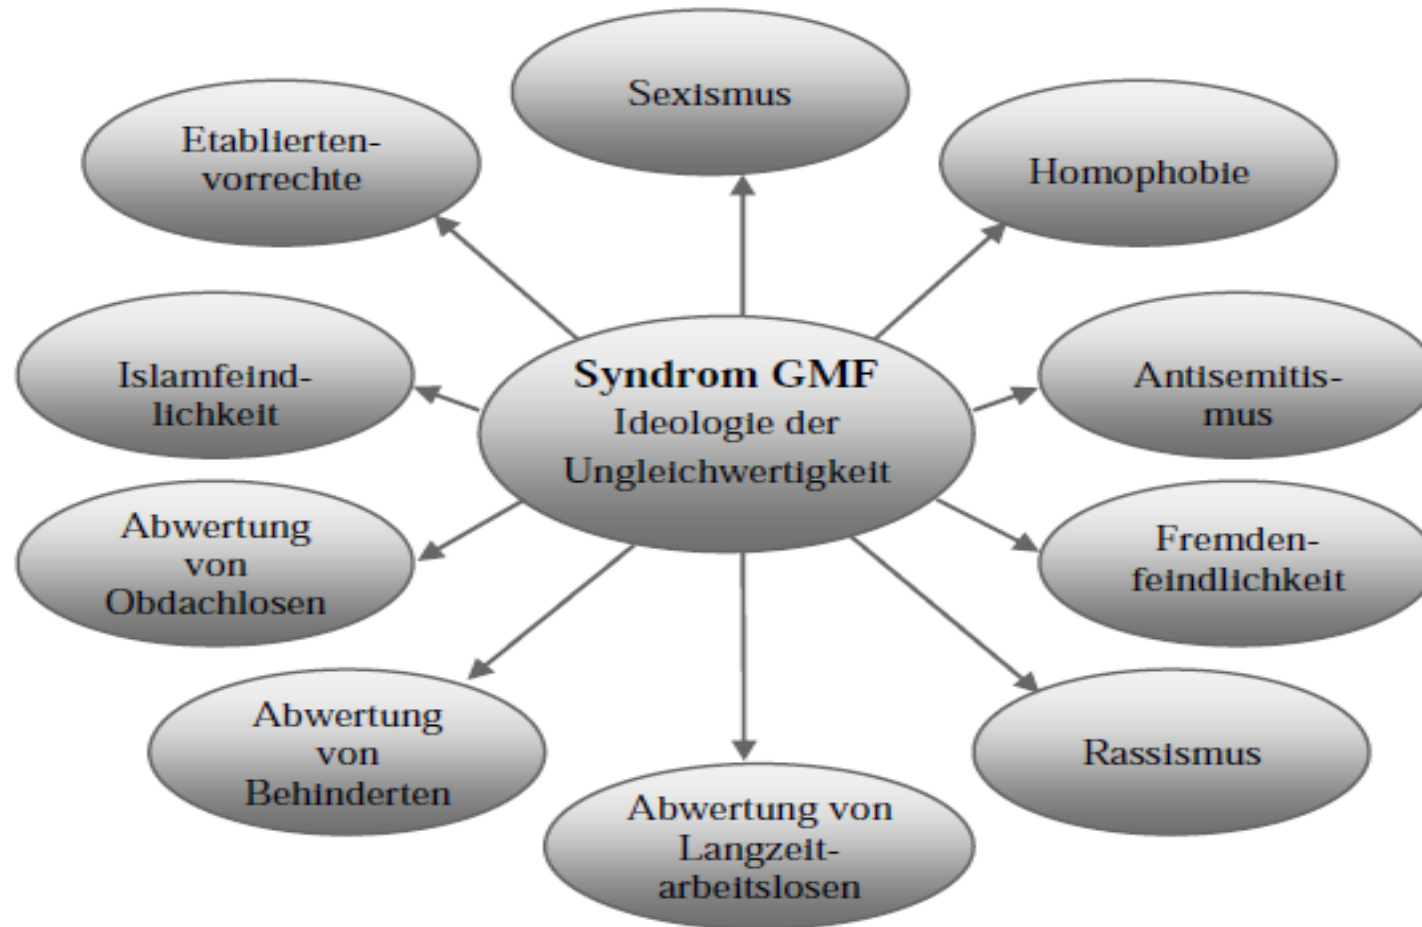 Sexismus
Etablierten-
vorrechte
Homophobie
Syndrom GMF
Ideologie der
Ungleichwertigkeit
Islamfeind-
lichkeit
Antisemitis-
mus
Abwertung
von
Obdachlosen
Fremden-
feindlichkeit
Abwertung
von
Behinderten
Rassismus
Abwertung von
Langzeit-
arbeitslosen